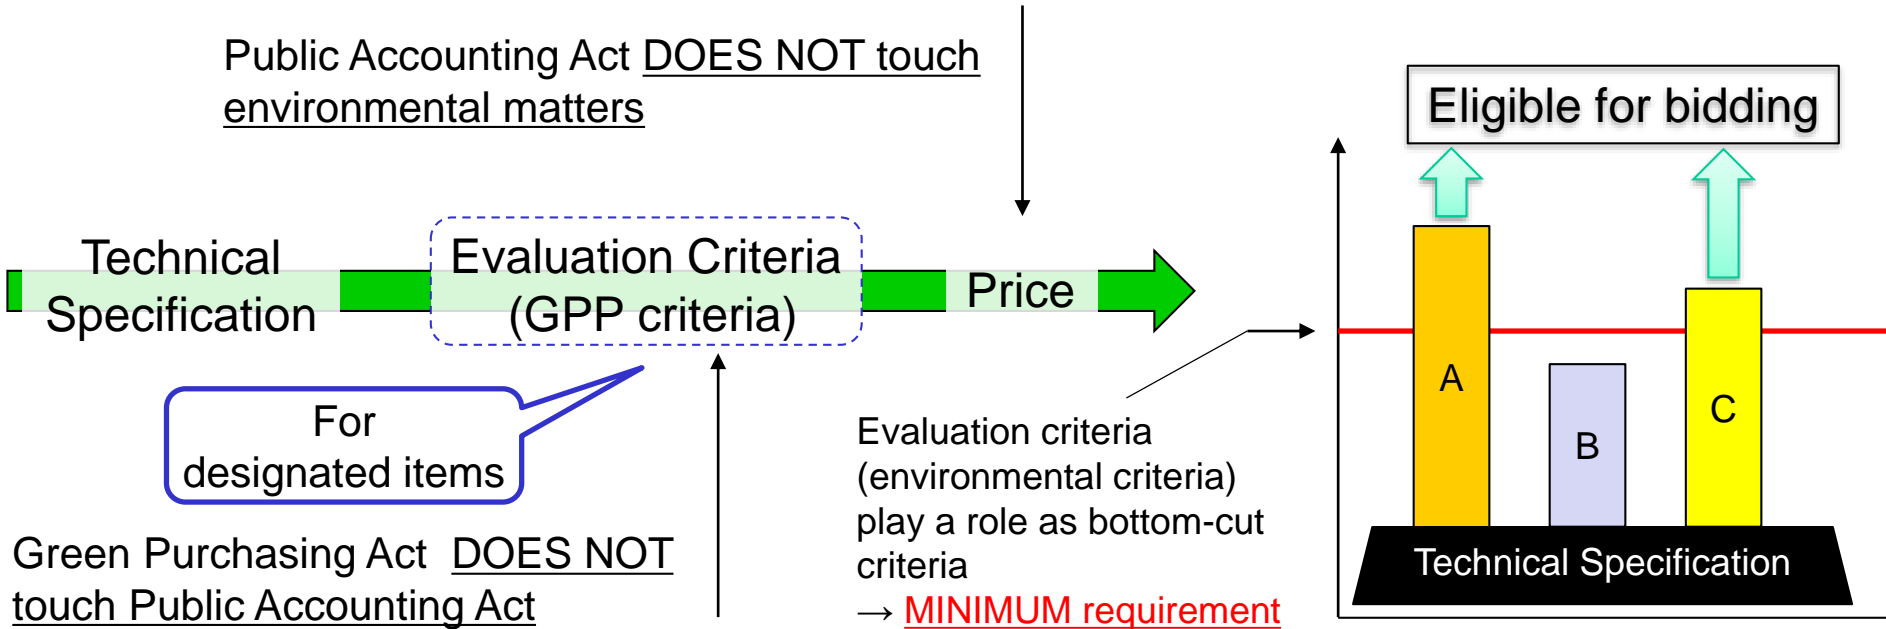 Public Accounting Act DOES NOT touch
environmental matters
Technical
Specification
Evaluation Criteria
(GPP criteria)
Price
For
designated items
Green Purchasing Act DOES NOT
touch Public Accounting Act
Evaluation criteria
(environmental criteria)
play a role as bottom-cut
criteria
→ MINIMUM requirement
Eligible for bidding
A
B
C
Technical Specification